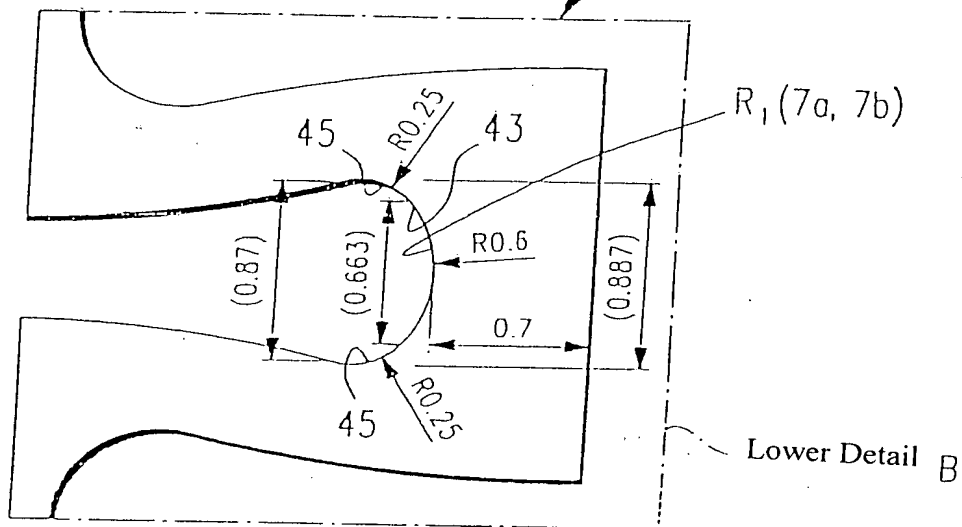 R0.25
45
43
R₁ (7a, 7b)
(0.87)
(0.663)
R0.6
(0.887)
0.7
45
R0.25
Lower Detail B